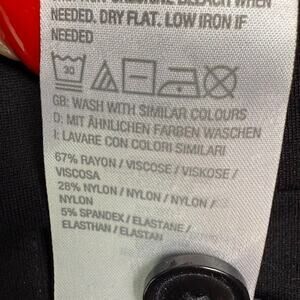 NEEDED. DRY FLAT. LOW IRON IF
NEEDED
30
GB: WASH WITH SIMILAR COLOURS
D: MIT ÄHNLICHEN FARBEN WASCHEN
I: LAVARE CON COLORI SIMILARI
67% RAYON / VISCOSE / VISKOSE /
VISCOSA
28% NYLON / NYLON / NYLON /
NYLON
5% SPANDEX / ELASTANE /
ELASTHAN / ELASTAN